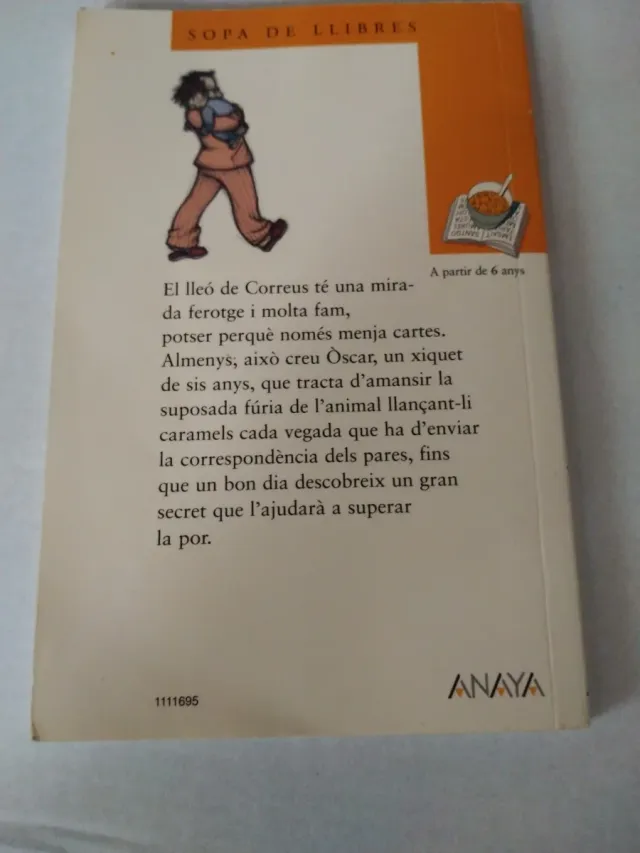 SOPA DE LLIBRES
A partir de 6 anys
El lleó de Correus té una mira-
da ferotge i molta fam,
potser perquè només menja cartes.
Almenys, això creu Òscar, un xiquet
de sis anys, que tracta d'amansir la
suposada fúria de l'animal llançant-li
caramels cada vegada que ha d'enviar
la correspondència dels pares, fins
que un bon dia descobreix un gran
secret que l'ajudarà a superar
la por.
1111695
ANAYA